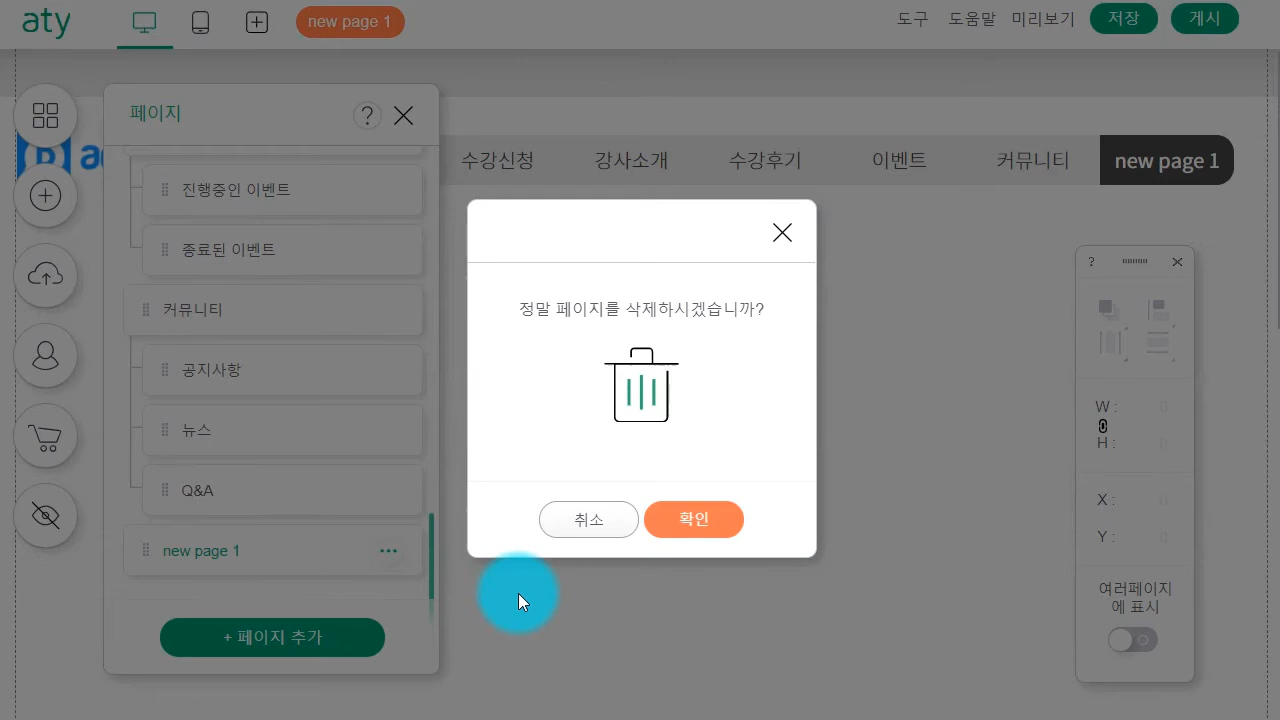 aty
new page 1
도구
도움말
미리보기
저장
게시
페이지
?
수강신청
강사소개
수강후기
이벤트
커뮤니티
new page 1
진행중인 이벤트
종료된 이벤트
커뮤니티
공지사항
뉴스
Q&A
new page 1
+ 페이지 추가
정말 페이지를 삭제하시겠습니까?
취소
확인
?
W : 0
H : 0
X : 0
Y : 0
여러페이지
에 표시